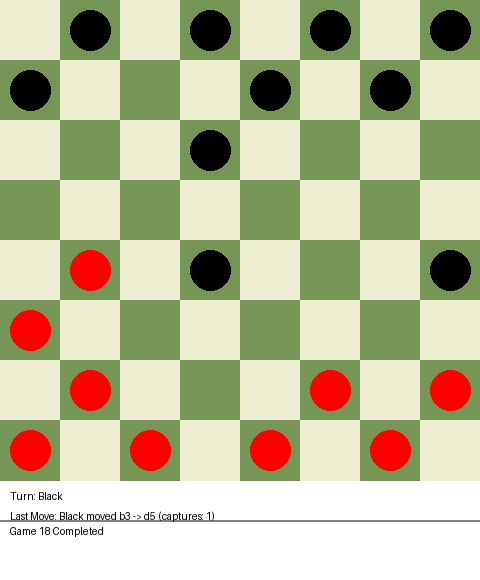 Turn: Black
Last Move: Black moved b3 -> d5 (captures: 1)
Game 18 Completed